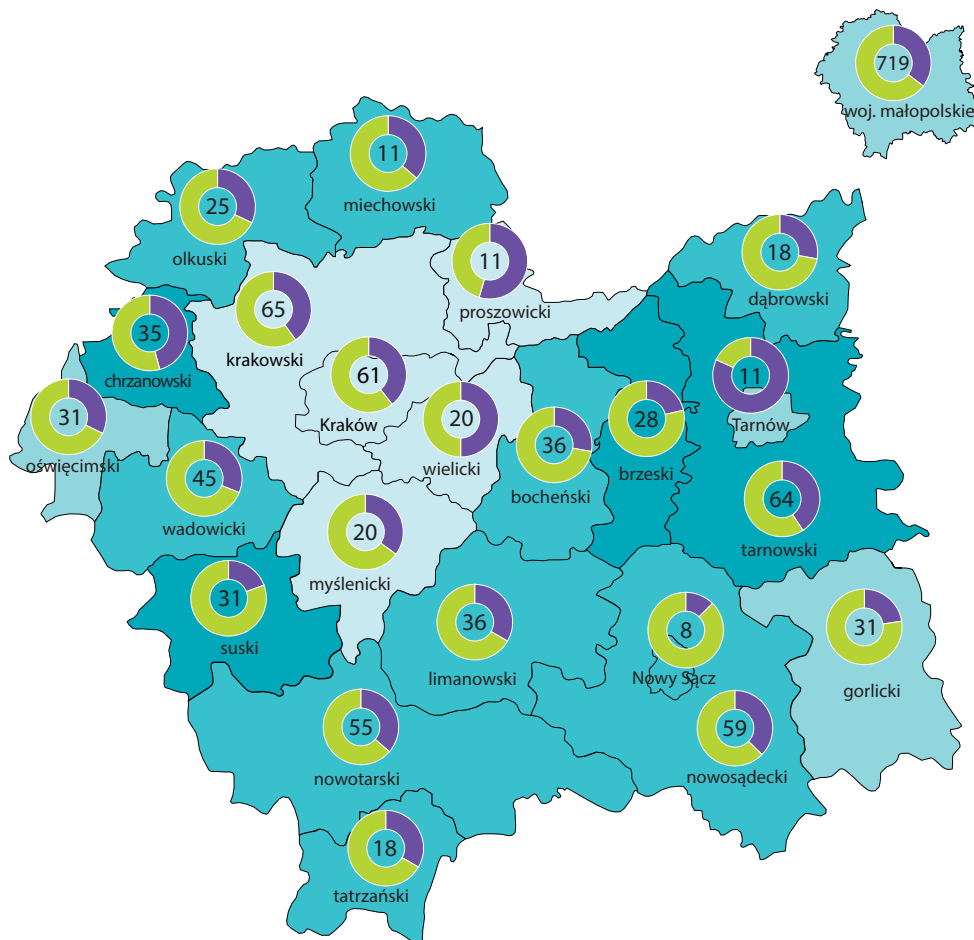 719
woj. małopolskie
11
miechowski
25
olkuski
11
proszowicki
18
dąbrowski
65
krakowski
35
chrzanowski
61
Kraków
11
Tarnów
31
oświęcimski
20
wielicki
36
bocheński
28
brzeski
45
wadowicki
64
tarnowski
20
myślenicki
31
suski
36
limanowski
8
Nowy Sącz
31
gorlicki
55
nowotarski
59
nowosądecki
18
tatrzański